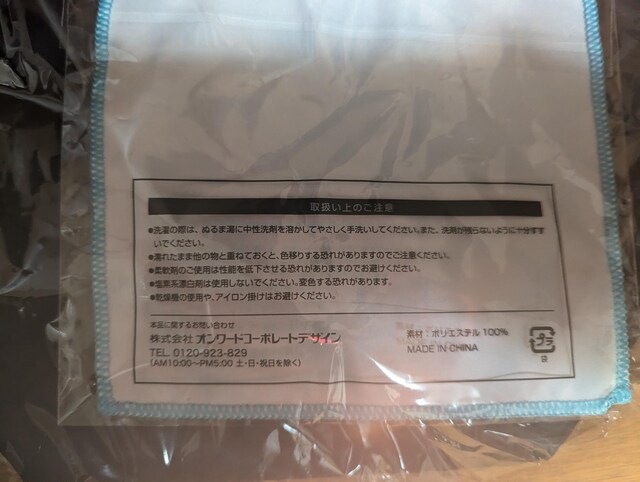 取扱い上のご注意
●洗濯の際は、ぬるま湯に中性洗剤を溶かしてやさしく手洗いしてください。また、洗剤が残らないように十分すす
いでください。
●濡れたまま他の物と重ねておくと、色移りする恐れがありますのでご注意ください。
●柔軟剤のご使用は性能を低下させる恐れがありますのでお避けください。
●塩素系漂白剤は使用しないでください。変色する恐れがあります。
●乾燥機の使用や、アイロン掛けはお避けください。
本品に関するお問い合わせ
株式会社 オンワードコーポレートデザイン
TEL. 0120-923-829
(AM10:00〜PM5:00 土・日・祝日を除く)
素材：ポリエステル 100%
MADE IN CHINA
プラ
袋